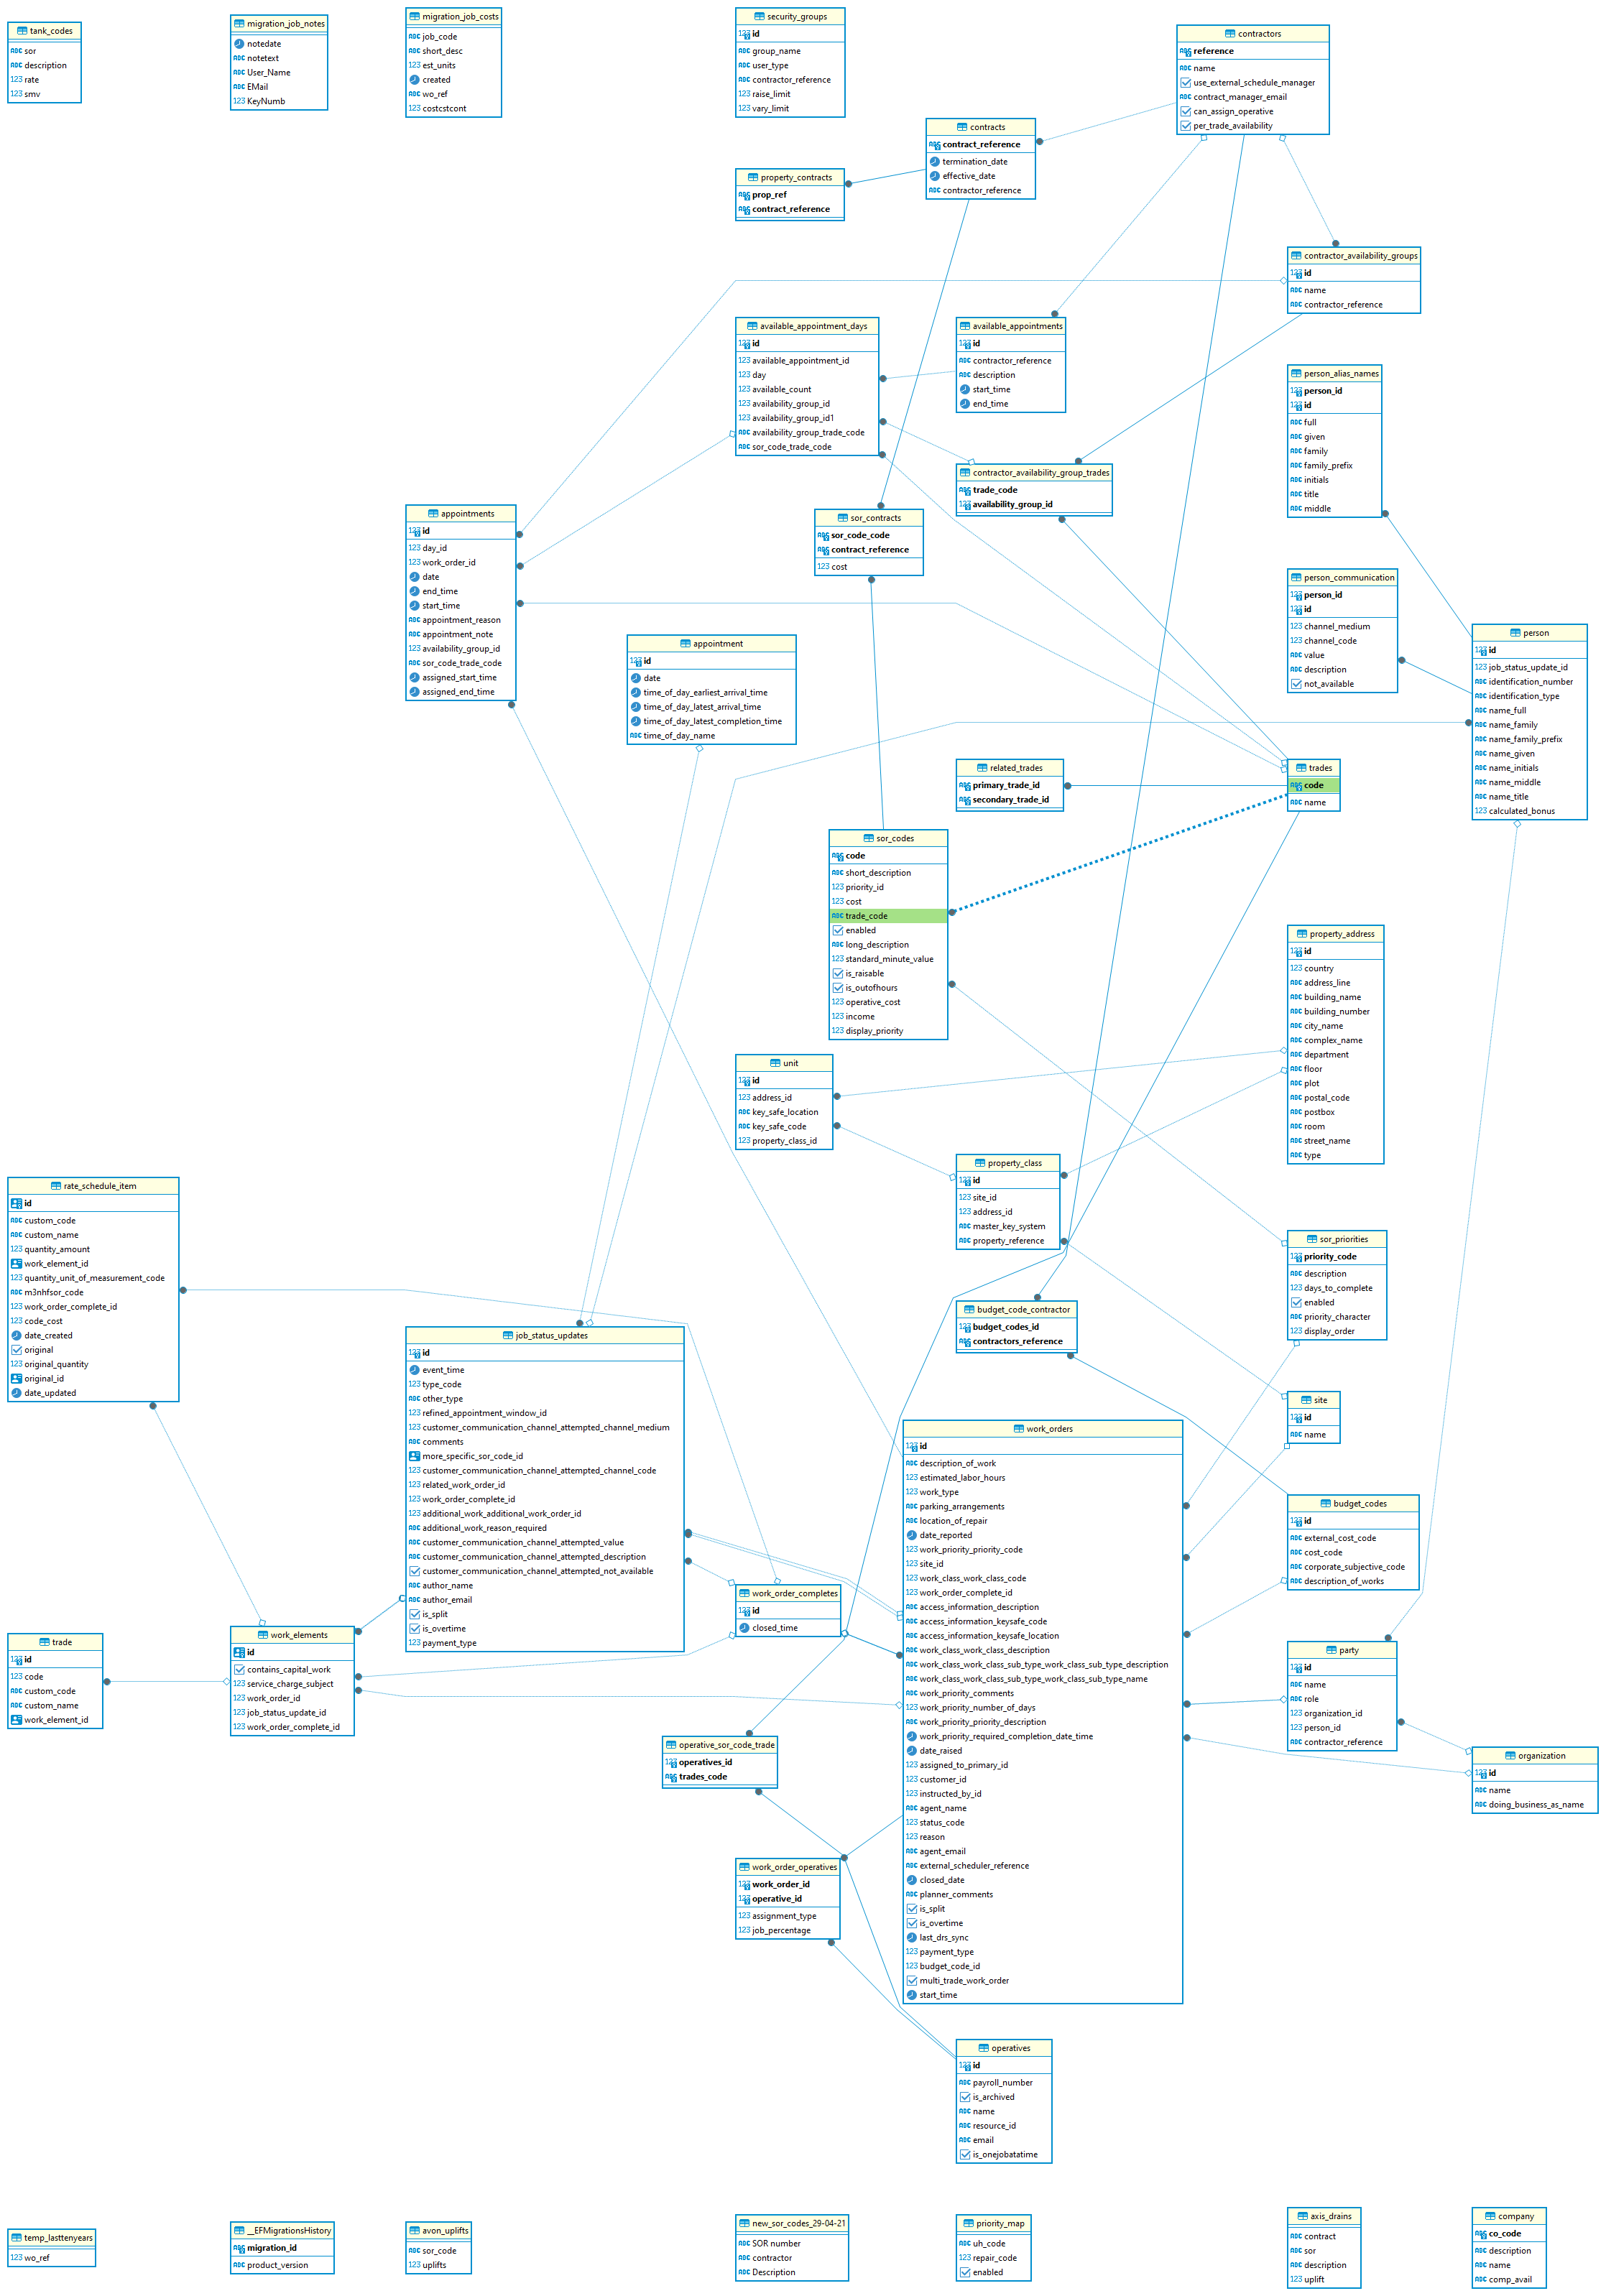 tank_codes
sor
description
rate
smv
migration_job_notes
notedate
notetext
User_Name
EMail
KeyNumb
migration_job_costs
job_code
short_desc
est_units
created
wo_ref
costcstcont
security_groups
id
group_name
user_type
contractor_reference
raise_limit
vary_limit
contractors
reference
name
use_external_schedule_manager
contract_manager_email
can_assign_operative
per_trade_availability
contracts
contract_reference
termination_date
effective_date
contractor_reference
property_contracts
prop_ref
contract_reference
contractor_availability_groups
id
name
contractor_reference
available_appointment_days
id
available_appointment_id
day
available_count
availability_group_id
availability_group_id1
availability_group_trade_code
sor_code_trade_code
available_appointments
id
contractor_reference
description
start_time
end_time
person_alias_names
person_id
id
full
given
family
family_prefix
initials
title
middle
contractor_availability_group_trades
trade_code
availability_group_id
appointments
id
day_id
work_order_id
date
end_time
start_time
appointment_reason
appointment_note
availability_group_id
sor_code_trade_code
assigned_start_time
assigned_end_time
sor_contracts
sor_code_code
contract_reference
cost
person_communication
person_id
id
channel_medium
channel_code
value
description
not_available
person
id
job_status_update_id
identification_number
identification_type
name_full
name_family
name_family_prefix
name_given
name_initials
name_middle
name_title
calculated_bonus
appointment
id
date
time_of_day_earliest_arrival_time
time_of_day_latest_arrival_time
time_of_day_latest_completion_time
time_of_day_name
related_trades
primary_trade_id
secondary_trade_id
trades
code
name
sor_codes
code
short_description
priority_id
cost
trade_code
enabled
long_description
standard_minute_value
is_raisable
is_outofhours
operative_cost
income
display_priority
property_address
id
country
address_line
building_name
building_number
city_name
complex_name
department
floor
plot
postal_code
postbox
room
street_name
type
unit
id
address_id
key_safe_location
key_safe_code
property_class_id
property_class
id
site_id
address_id
master_key_system
property_reference
rate_schedule_item
id
custom_code
custom_name
quantity_amount
work_element_id
quantity_unit_of_measurement_code
m3nhfsor_code
work_order_complete_id
code_cost
date_created
original
original_quantity
original_id
date_updated
sor_priorities
priority_code
description
days_to_complete
enabled
priority_character
display_order
budget_code_contractor
budget_codes_id
contractors_reference
job_status_updates
id
event_time
type_code
other_type
refined_appointment_window_id
customer_communication_channel_attempted_channel_medium
comments
more_specific_sor_code_id
customer_communication_channel_attempted_channel_code
related_work_order_id
work_order_complete_id
additional_work_additional_work_order_id
additional_work_reason_required
customer_communication_channel_attempted_value
customer_communication_channel_attempted_description
customer_communication_channel_attempted_not_available
author_name
author_email
is_split
is_overtime
payment_type
site
id
name
work_orders
id
description_of_work
estimated_labor_hours
work_type
parking_arrangements
location_of_repair
date_reported
work_priority_priority_code
site_id
work_class_work_class_code
work_order_complete_id
access_information_description
access_information_keysafe_code
access_information_keysafe_location
work_class_work_class_description
work_class_work_class_sub_type_work_class_sub_type_description
work_class_work_class_sub_type_work_class_sub_type_name
work_priority_comments
work_priority_number_of_days
work_priority_priority_description
work_priority_required_completion_date_time
date_raised
assigned_to_primary_id
customer_id
instructed_by_id
agent_name
status_code
reason
agent_email
external_scheduler_reference
closed_date
planner_comments
is_split
is_overtime
last_drs_sync
payment_type
budget_code_id
multi_trade_work_order
start_time
budget_codes
id
external_cost_code
cost_code
corporate_subjective_code
description_of_works
work_order_completes
id
closed_time
trade
id
code
custom_code
custom_name
work_element_id
work_elements
id
contains_capital_work
service_charge_subject
work_order_id
job_status_update_id
work_order_complete_id
party
id
name
role
organization_id
person_id
contractor_reference
operative_sor_code_trade
operatives_id
trades_code
organization
id
name
doing_business_as_name
work_order_operatives
work_order_id
operative_id
assignment_type
job_percentage
operatives
id
payroll_number
is_archived
name
resource_id
email
is_onejobatatime
temp_lasttenyears
wo_ref
__EFMigrationsHistory
migration_id
product_version
avon_uplifts
sor_code
uplifts
new_sor_codes_29-04-21
SOR number
contractor
Description
priority_map
uh_code
repair_code
enabled
axis_drains
contract
sor
description
uplift
company
co_code
description
name
comp_avail